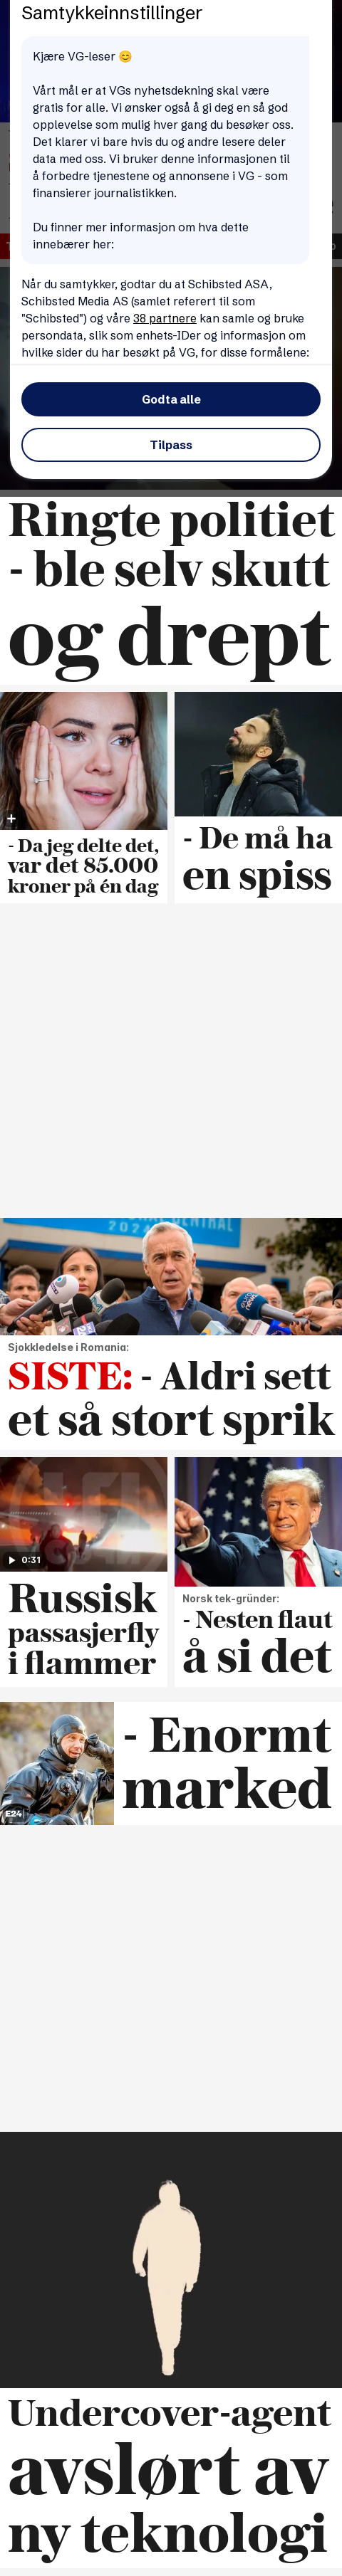 Samtykkeinnstillinger
Kjære VG-leser 😊
Vårt mål er at VGs nyhetsdekning skal være
gratis for alle. Vi ønsker også å gi deg en så god
opplevelse som mulig hver gang du besøker oss.
Det klarer vi bare hvis du og andre lesere deler
data med oss. Vi bruker denne informasjonen til
å forbedre tjenestene og annonsene i VG - som
finansierer journalistikken.
Du finner mer informasjon om hva dette
innebærer her:
Når du samtykker, godtar du at Schibsted ASA,
Schibsted Media AS (samlet referert til som
"Schibsted") og våre 38 partnere kan samle og bruke
persondata, slik som enhets-IDer og informasjon om
hvilke sider du har besøkt på VG, for disse formålene:
Godta alle
Tilpass
Ringte politiet
- ble selv skutt
og drept
- Da jeg delte det,
var det 85.000
kroner på én dag
- De må ha
en spiss
2024
Sjokkledelse i Romania:
SISTE: - Aldri sett
et så stort sprik
0:31
Russisk
passasjerfly
i flammer
Norsk tek-gründer:
- Nesten flaut
å si det
E24
- Enormt
marked
Undercover-agent
avslørt av
ny teknologi